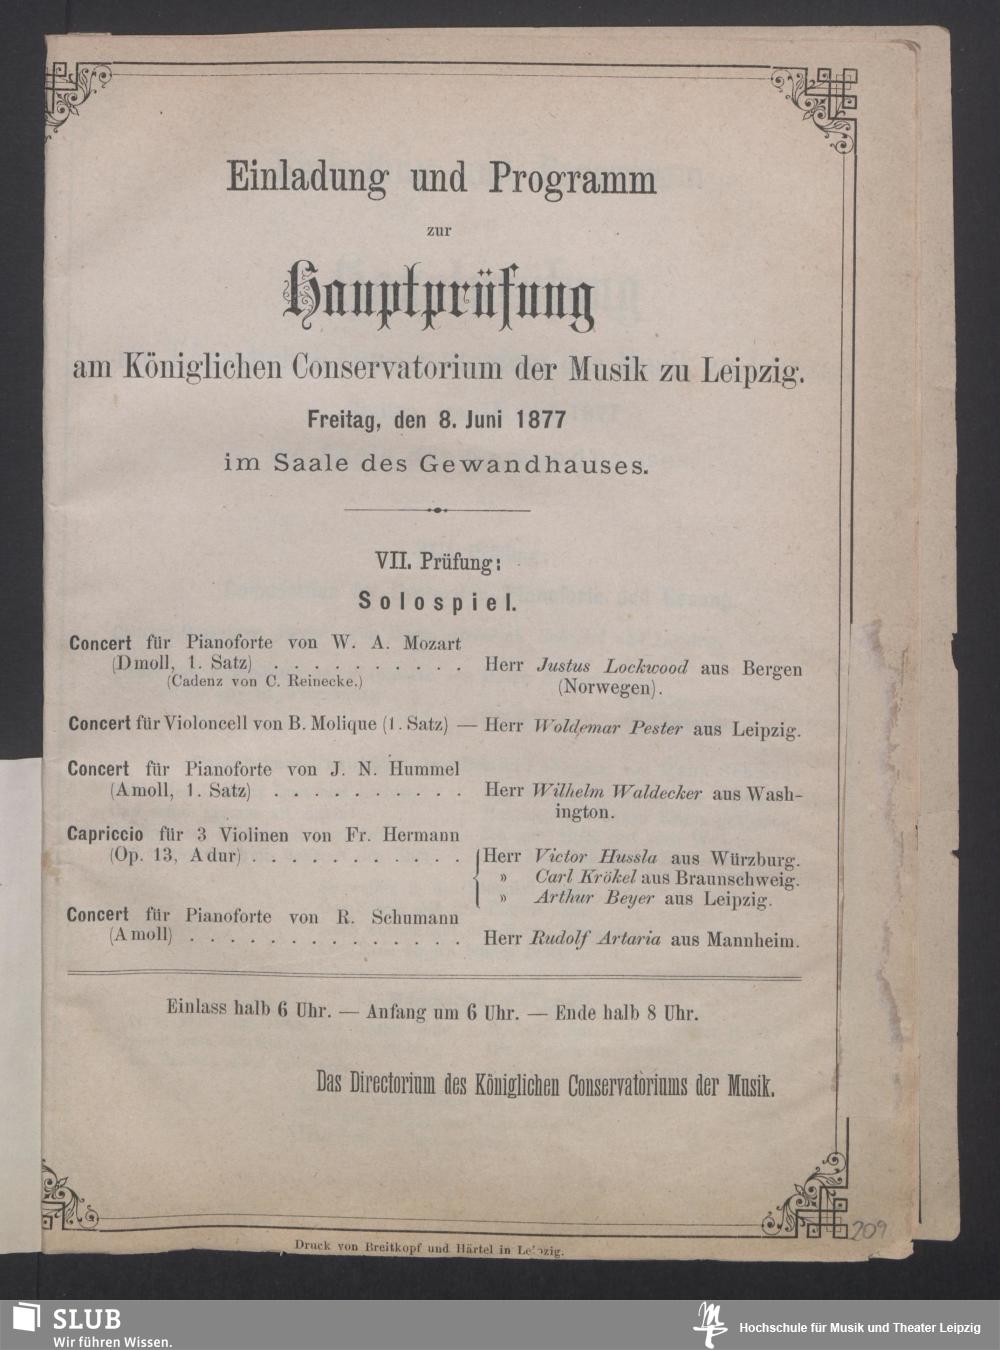 Einladung und Programm
zur
Hauptprüfung
am Königlichen Conservatorium der Musik zu Leipzig.
Freitag, den 8. Juni 1877
im Saale des Gewandhauses.
VII. Prüfung:
Solospiel.
Concert für Pianoforte von W. A. Mozart
(D moll, 1. Satz) . . . . . . . . . . Herr Justus Lockwood aus Bergen
(Cadenz von C. Reinecke.) (Norwegen).
Concert für Violoncell von B. Molique (1. Satz) — Herr Woldemar Pester aus Leipzig.
Concert für Pianoforte von J. N. Hummel
(A moll, 1. Satz) . . . . . . . . . . Herr Wilhelm Waldecker aus Wash-
ington.
Capriccio für 3 Violinen von Fr. Hermann
(Op. 13, A dur) . . . . . . . . . . . Herr Victor Hussla aus Würzburg.
» Carl Krökel aus Braunschweig.
» Arthur Beyer aus Leipzig.
Concert für Pianoforte von R. Schumann
(A moll) . . . . . . . . . . . . . . Herr Rudolf Artaria aus Mannheim.
Einlass halb 6 Uhr. — Anfang um 6 Uhr. — Ende halb 8 Uhr.
Das Directorium des Königlichen Conservatoriums der Musik.
209
Druck von Breitkopf und Härtel in Leipzig.
SLUB
Wir führen Wissen.
Hochschule für Musik und Theater Leipzig